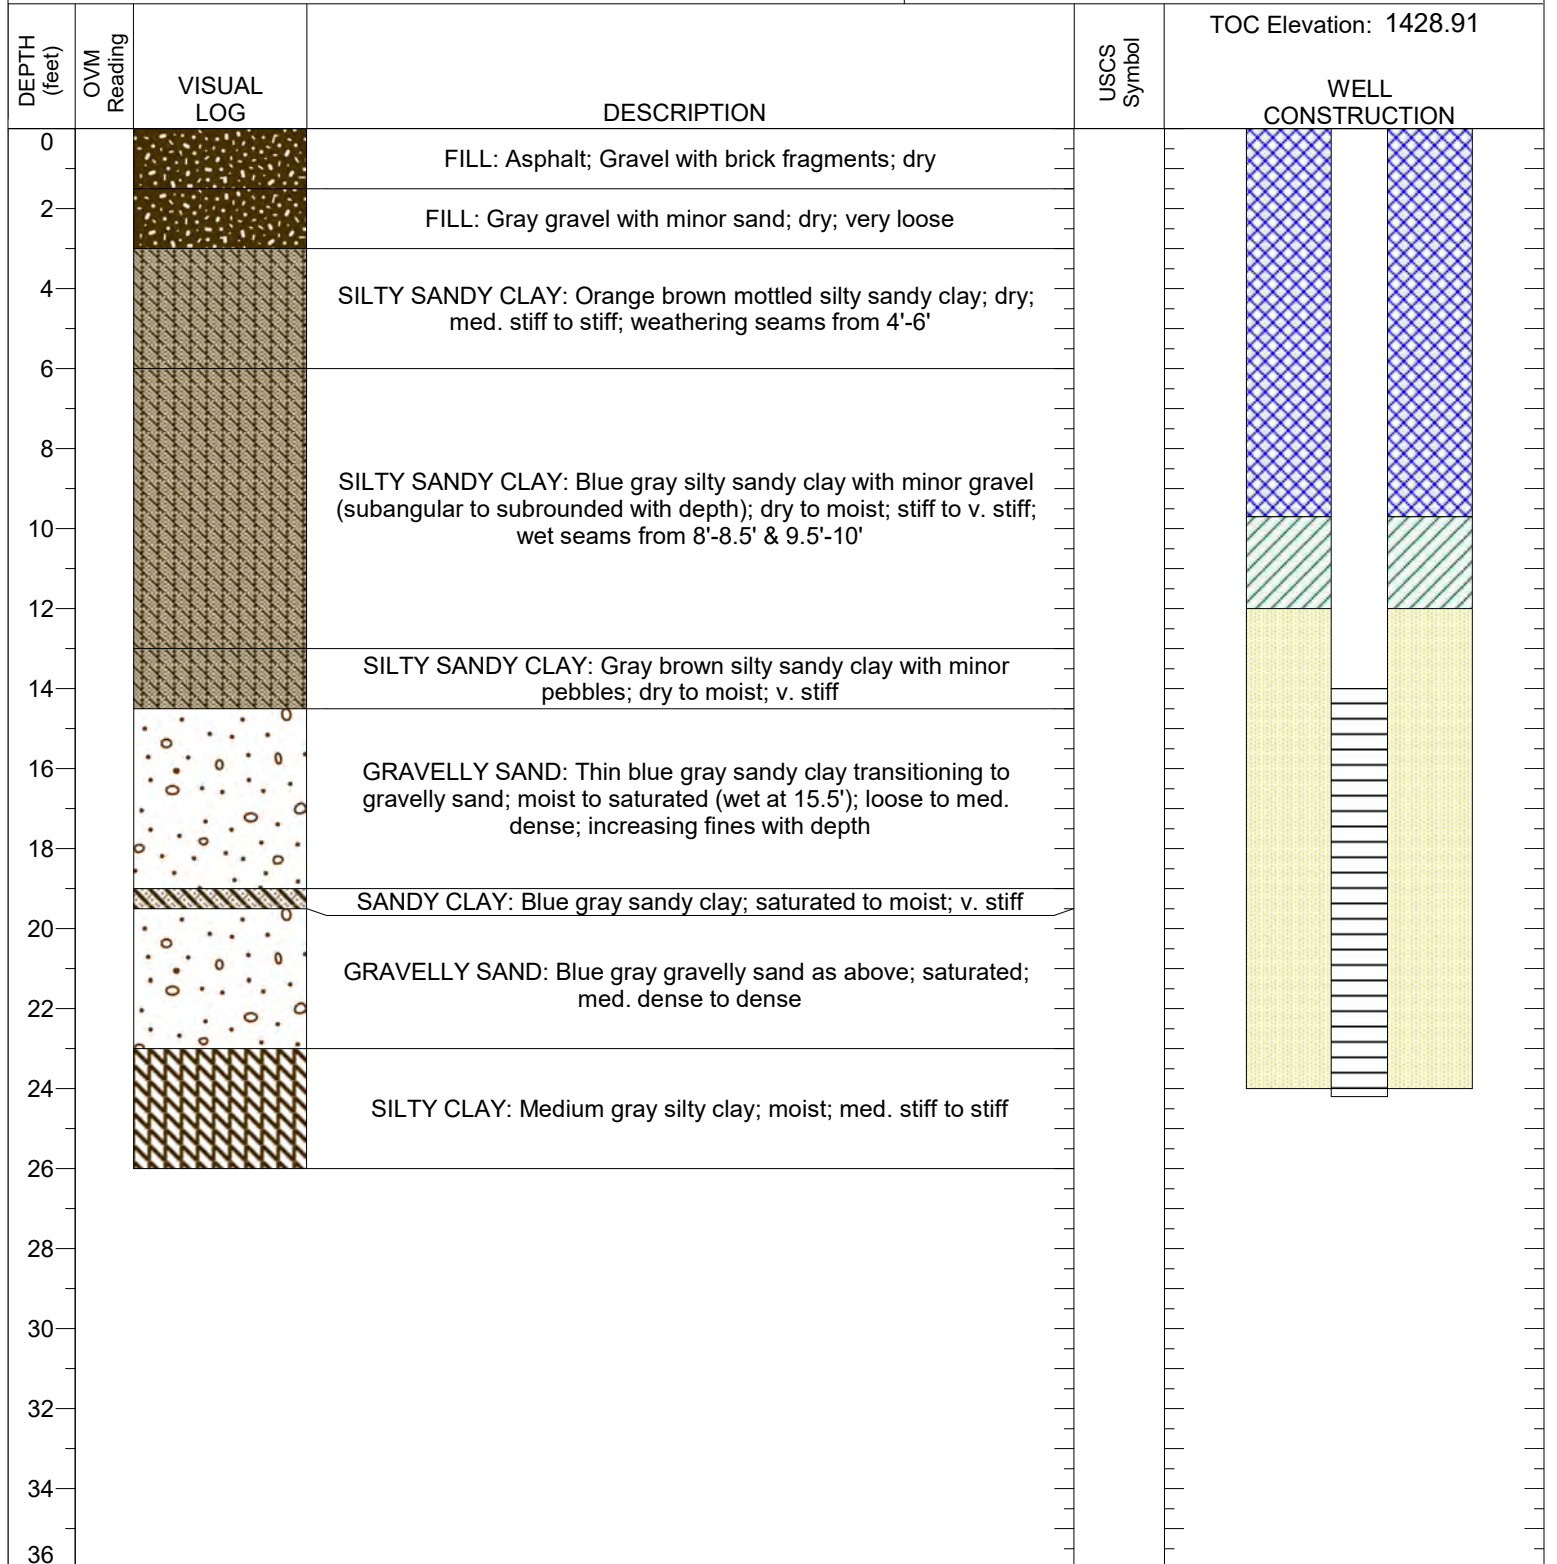 TOC Elevation: 1428.91
DEPTH
(feet)
OVM
Reading
VISUAL
LOG
DESCRIPTION
USCS
Symbol
WELL
CONSTRUCTION
0
FILL: Asphalt; Gravel with brick fragments; dry
2
FILL: Gray gravel with minor sand; dry; very loose
4
SILTY SANDY CLAY: Orange brown mottled silty sandy clay; dry;
med. stiff to stiff; weathering seams from 4'-6'
6
8
SILTY SANDY CLAY: Blue gray silty sandy clay with minor gravel
(subangular to subrounded with depth); dry to moist; stiff to v. stiff;
wet seams from 8'-8.5' & 9.5'-10'
10
12
SILTY SANDY CLAY: Gray brown silty sandy clay with minor
pebbles; dry to moist; v. stiff
14
16
GRAVELLY SAND: Thin blue gray sandy clay transitioning to
gravelly sand; moist to saturated (wet at 15.5'); loose to med.
dense; increasing fines with depth
18
SANDY CLAY: Blue gray sandy clay; saturated to moist; v. stiff
20
GRAVELLY SAND: Blue gray gravelly sand as above; saturated;
med. dense to dense
22
24
SILTY CLAY: Medium gray silty clay; moist; med. stiff to stiff
26
28
30
32
34
36